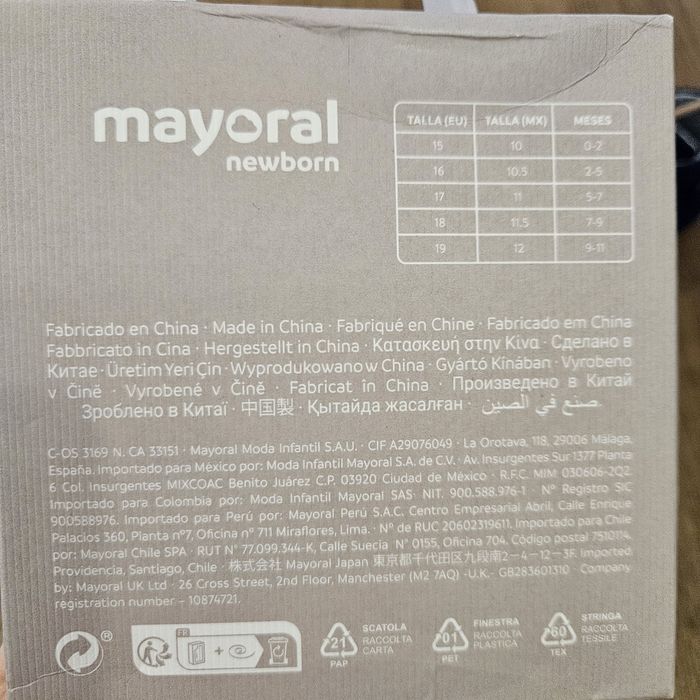 mayoral
newborn
TALLA (EU) TALLA (MX) MESES
15 10 0-2
16 10.5 2-5
17 11 5-7
18 11.5 7-9
19 12 9-11
Fabricado en China · Made in China · Fabriqué en Chine · Fabricado em China
Fabbricato in Cina · Hergestellt in China · Κατασκευή στην Κίνα · Сделано в
Китае · Üretim Yeri Çin · Wyprodukowano w China · Gyártó Kínában · Vyrobeno
v Čině · Vyrobené v Čině · Fabricat in China · Произведено в Китай
Зроблено в Китаї · 中国製 · Қытайда жасалған · صنع في الصين.
C-OS 3169 N. CA 33151 · Mayoral Moda Infantil S.A.U. · CIF A29076049 · La Orotava, 118, 29006 Málaga,
España. Importado para México por: Moda Infantil Mayoral S.A. de C.V. · Av. Insurgentes Sur 1377 Planta
6 Col. Insurgentes MIXCOAC Benito Juárez C.P. 03920 Ciudad de México · R.F.C. MIM 030606-2Q2
Importado para Colombia por: Moda Infantil Mayoral SAS· NIT. 900.588.976-1 · Nº Registro SIC
900588976. Importado para Perú por: Mayoral Perú S.A.C. Centro Empresarial Abril, Calle Enrique
Palacios 360, Planta nº7, Oficina nº 711 Miraflores, Lima. · Nº de RUC 20602319611. Importado para Chile
por: Mayoral Chile SPA · RUT N° 77.099.344-K, Calle Suecia N° 0155, Oficina 704. Código postal 7510114,
Providencia, Santiago, Chile · 株式会社 Mayoral Japan 東京都千代田区九段南2-4-12-3F. Imported
by: Mayoral UK Ltd · 26 Cross Street, 2nd Floor, Manchester (M2 7AQ) -U.K.- GB283601310 · Company
registration number – 10874721.
®
FR
+
21
PAP
SCATOLA
RACCOLTA
CARTA
01
PET
FINESTRA
RACCOLTA
PLASTICA
60
TEX
STRINGA
RACCOLTA
TESSILE